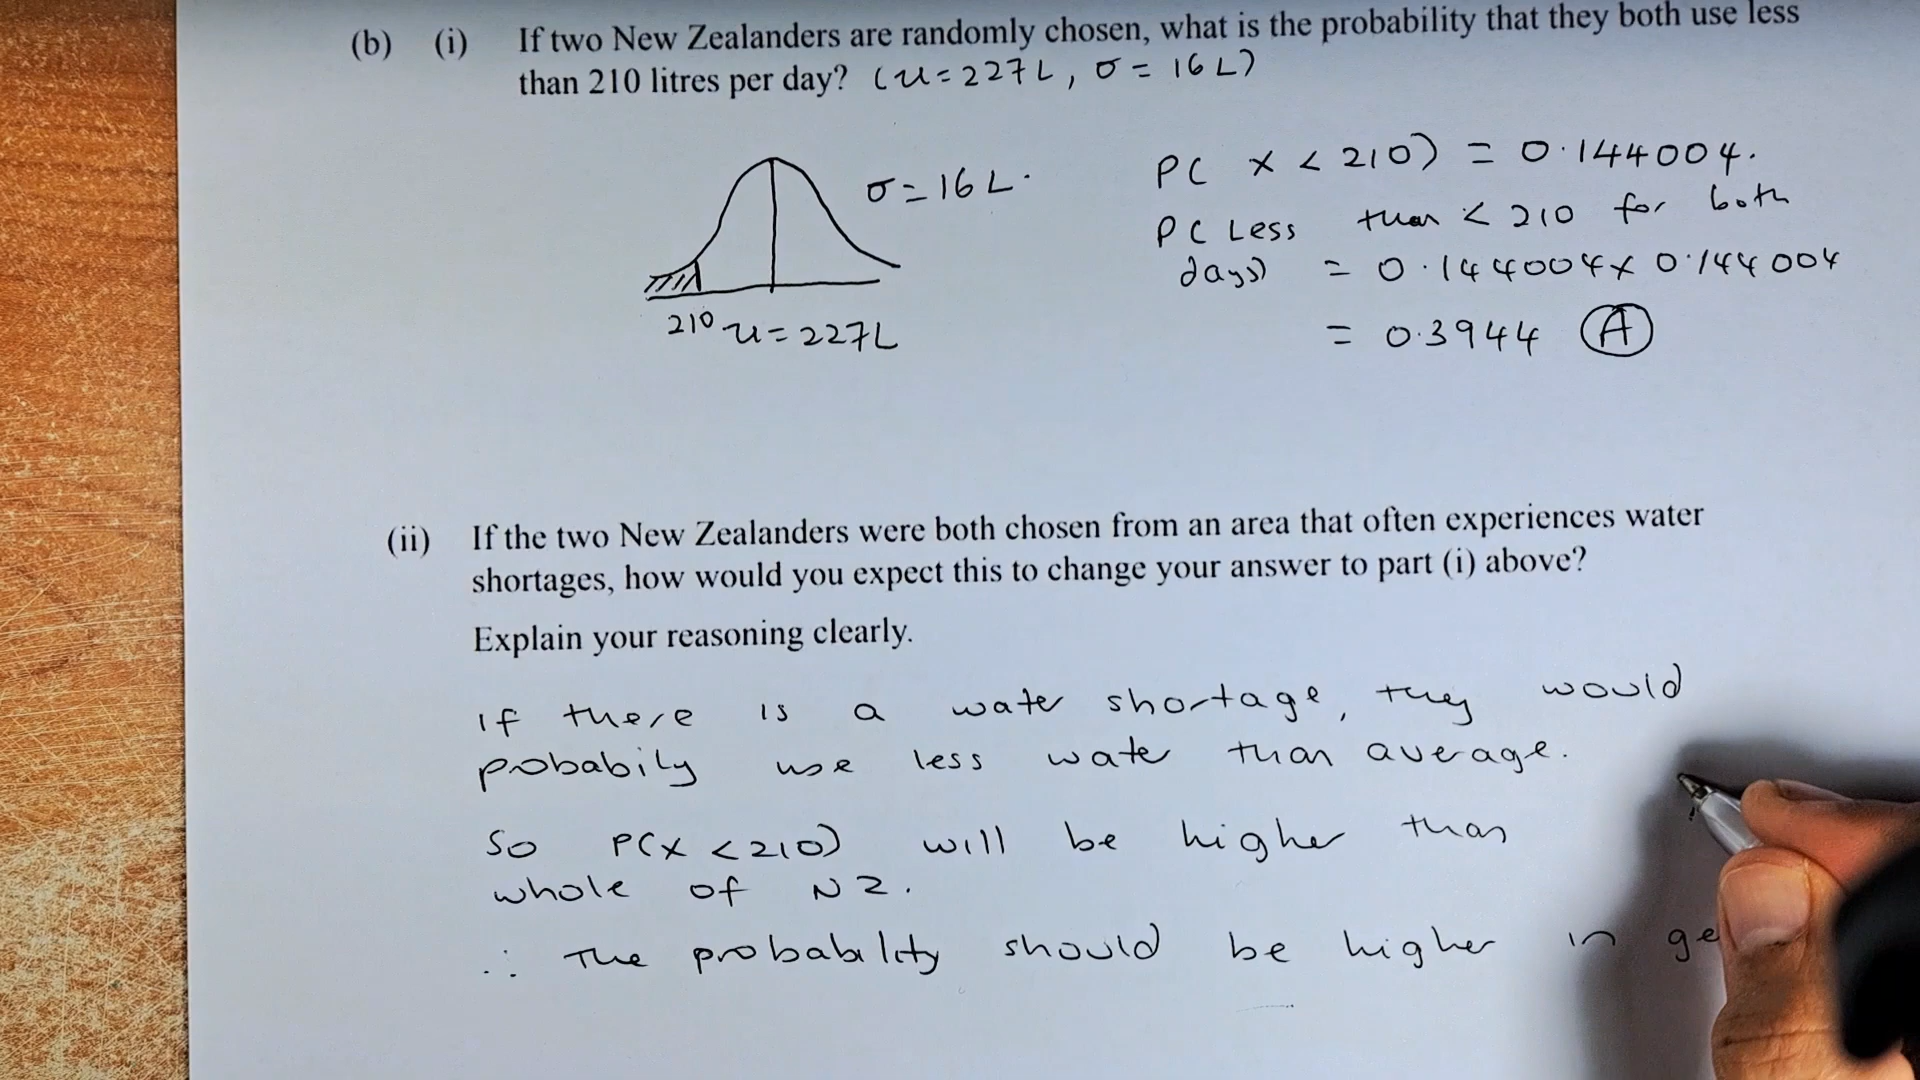 (b) (i) If two New Zealanders are randomly chosen, what is the probability that they both use less
than 210 litres per day? (u=227L, σ = 16L)
σ=16L.
210 u=227L
P( X < 210) = 0.144004.
P( Less than < 210 for both
days) = 0.144004 x 0.144004
= 0.3944 A
(ii) If the two New Zealanders were both chosen from an area that often experiences water
shortages, how would you expect this to change your answer to part (i) above?
Explain your reasoning clearly.
If there is a water shortage, they would
probabily use less water than average.
So P(X <210) will be higher than
whole of NZ.
∴ The probability should be higher in ge